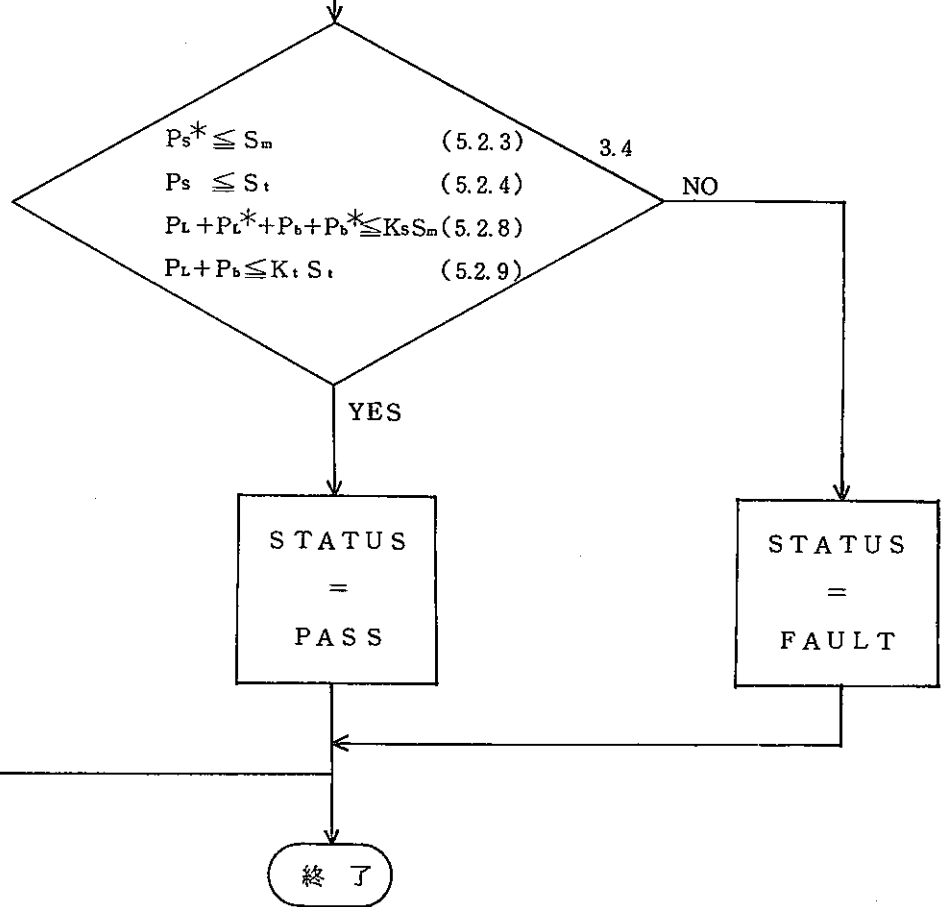 Ps* ≦ Sm (5.2.3)
3.4
Ps ≦ St (5.2.4)
NO
PL+PL*+Pb+Pb*≦KsSm(5.2.8)
PL+Pb≦Kt St (5.2.9)
YES
STATUS
=
PASS
STATUS
=
FAULT
終 了